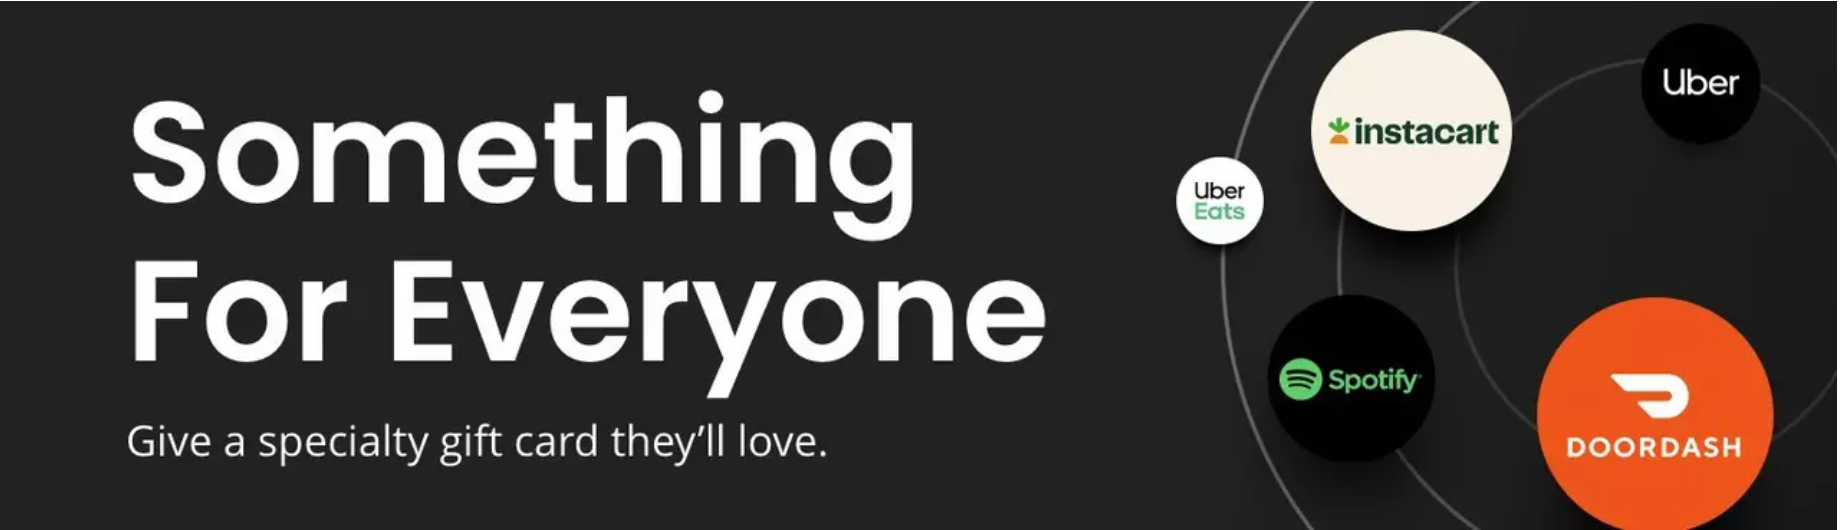 Something
For Everyone
Give a specialty gift card they’ll love.
instacart
Uber
Uber
Eats
Spotify
DOORDASH